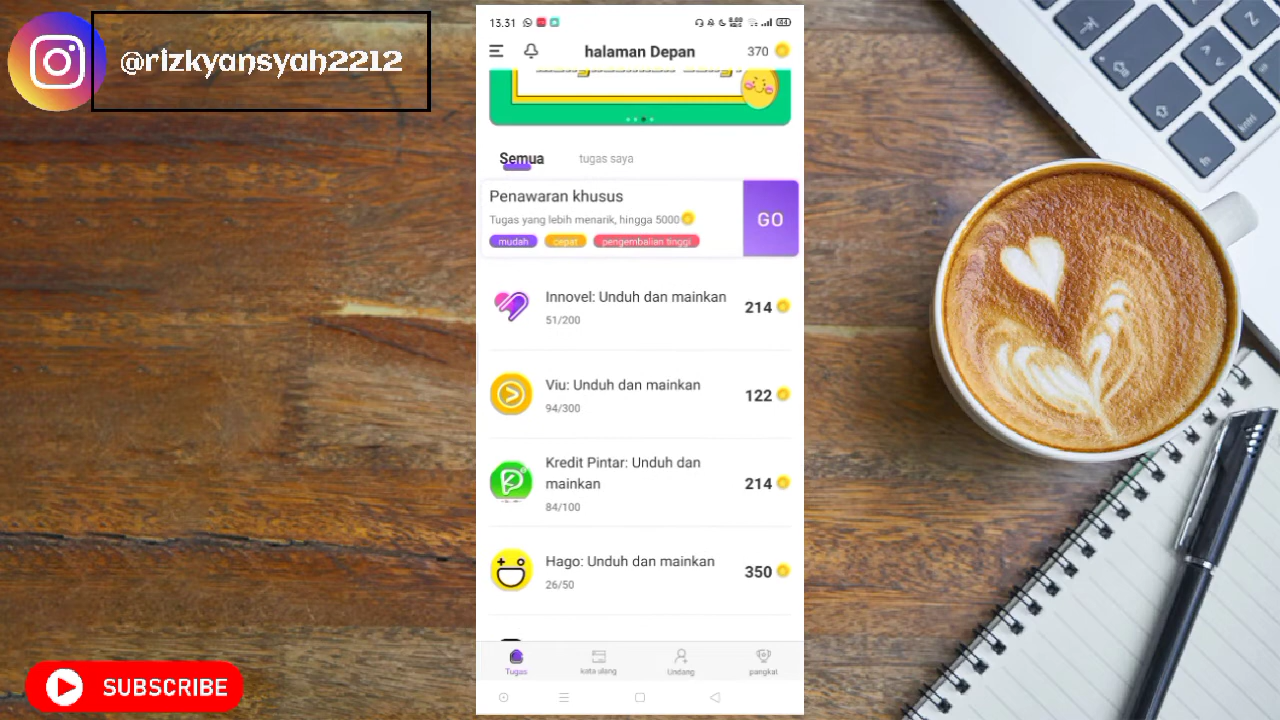 @rizkyansyah2212
13.31
44
halaman Depan
370
Semua
tugas saya
Penawaran khusus
Tugas yang lebih menarik, hingga 5000
mudah
cepat
pengembalian tinggi
GO
Innovel: Unduh dan mainkan
51/200
214
Viu: Unduh dan mainkan
94/300
122
Kredit Pintar: Unduh dan
mainkan
84/100
214
Hago: Unduh dan mainkan
26/50
350
Tugas
kata ulang
Undang
pangkat
SUBSCRIBE